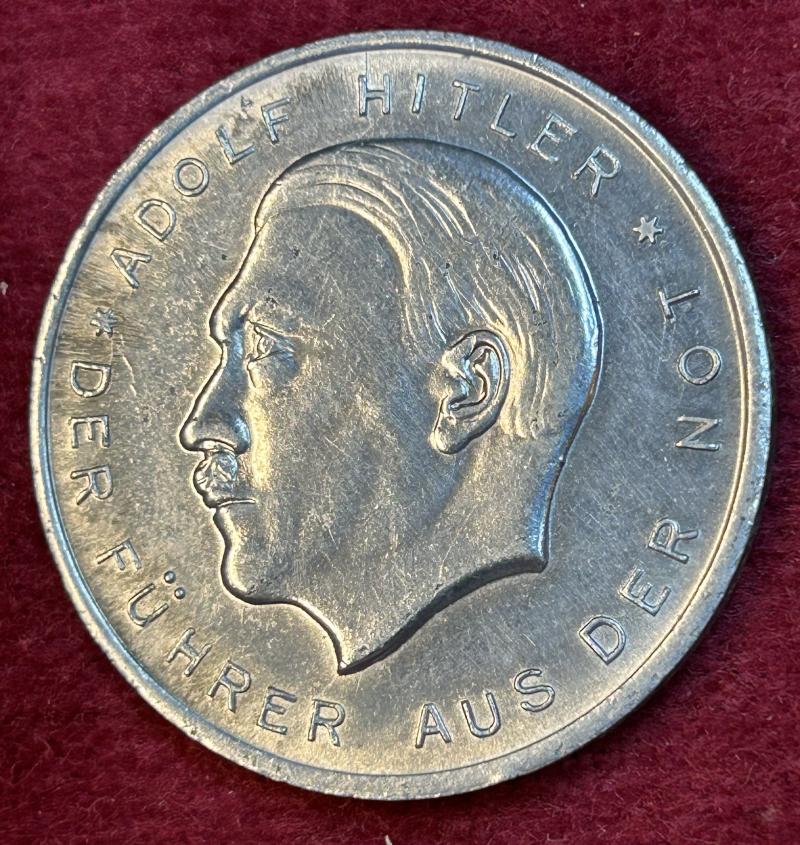 * ADOLF HITLER *
DER FÜHRER AUS DER NOT